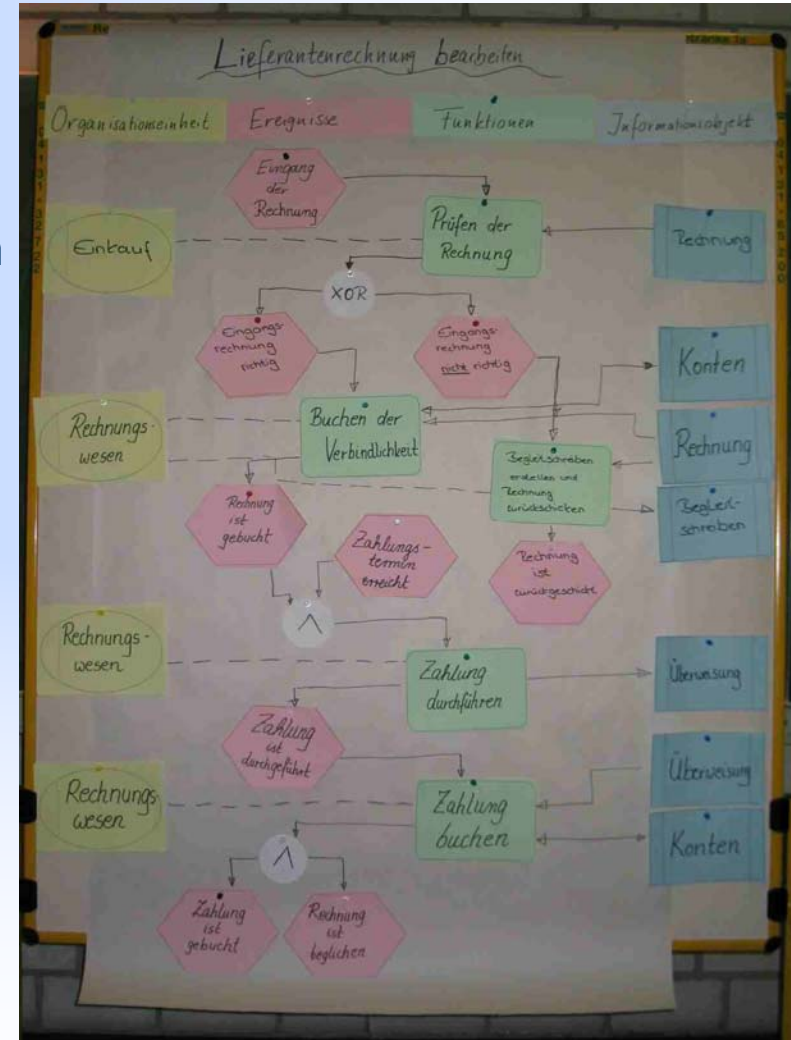 Lieferantenrechnung bearbeiten
Organisationseinheit
Ereignisse
Funktionen
Informationsobjekt
Eingang
der
Rechnung
Prüfen der
Rechnung
Einkauf
Rechnung
XOR
Eingangs-
rechnung
richtig
Eingangs-
rechnung
nicht richtig
Konten
Rechnungs-
wesen
Buchen der
Verbindlichkeit
Begleitschreiben
erstellen und
Rechnung
zurückschicken
Rechnung
Begleit-
schreiben
Rechnung
ist
gebucht
Zahlungs-
termin
erreicht
Rechnung
ist
zurückgeschickt
Λ
Rechnungs-
wesen
Zahlung
durchführen
Überweisung
Zahlung
ist
durchgeführt
Überweisung
Rechnungs
wesen
Zahlung
buchen
Konten
Λ
Zahlung
ist
gebucht
Rechnung
ist
beglichen